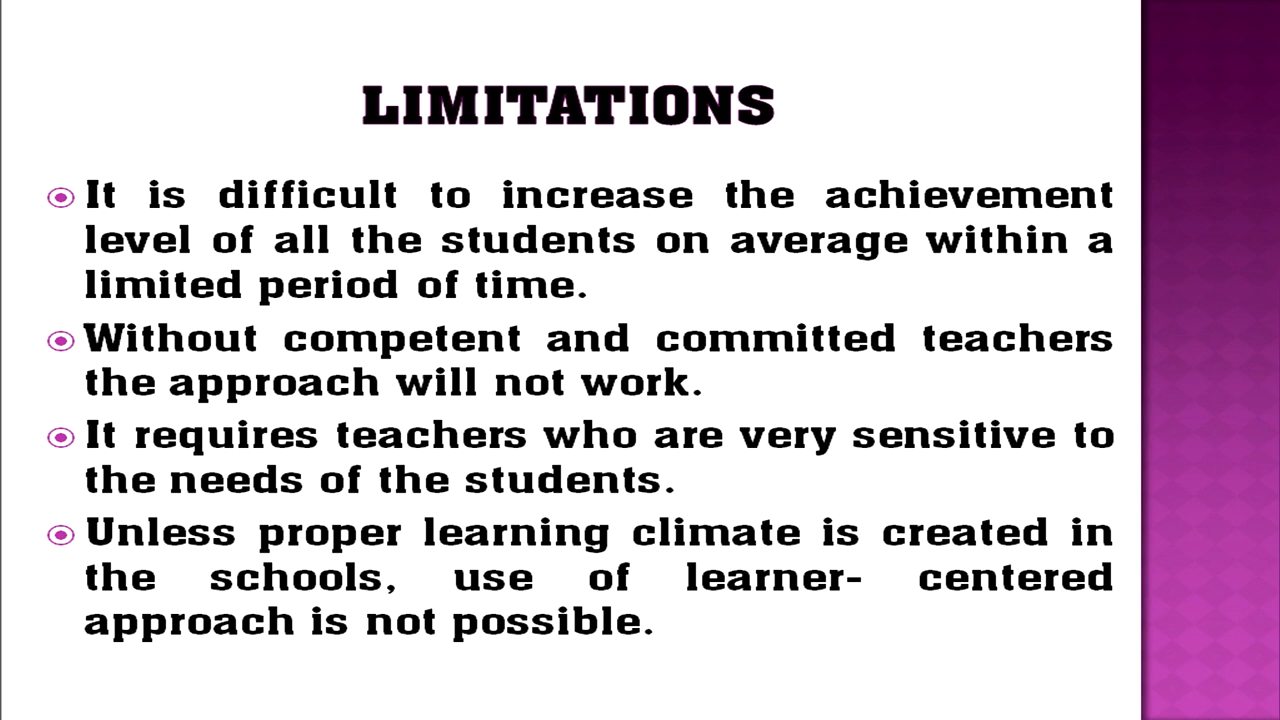 LIMITATIONS
It is difficult to increase the achievement
level of all the students on average within a
limited period of time.
Without competent and committed teachers
the approach will not work.
It requires teachers who are very sensitive to
the needs of the students.
Unless proper learning climate is created in
the schools, use of learner- centered
approach is not possible.